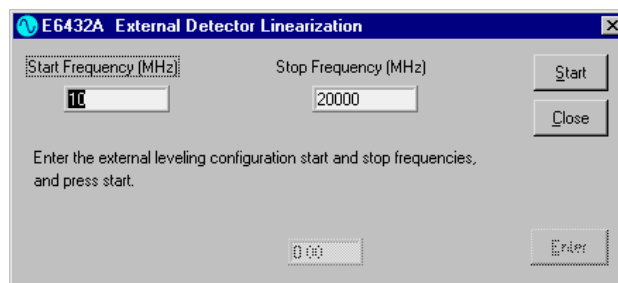 E6432A External Detector Linearization
Start Frequency (MHz)
Stop Frequency (MHz)
Start
10
20000
Close
Enter the external leveling configuration start and stop frequencies,
and press start.
0.00
Enter